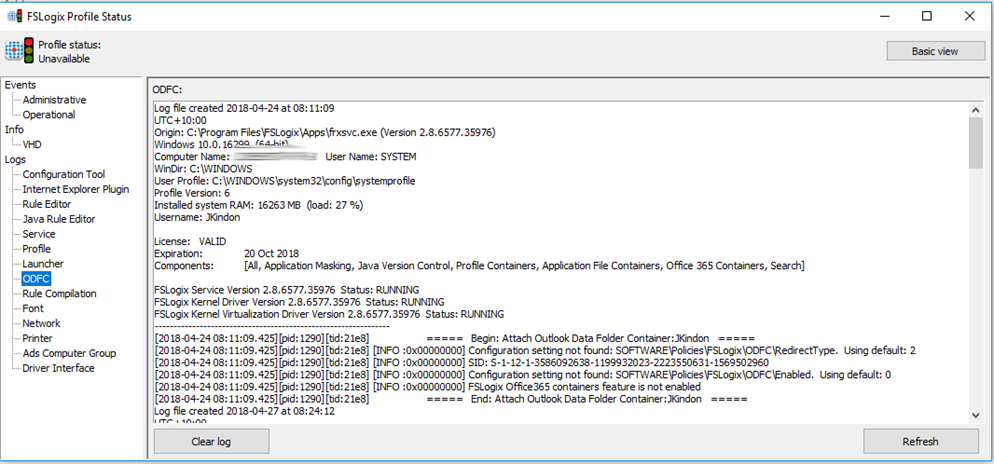 FSLogix Profile Status
Profile status:
Unavailable
Basic view
Events
Administrative
Operational
Info
VHD
Logs
Configuration Tool
Internet Explorer Plugin
Rule Editor
Java Rule Editor
Service
Profile
Launcher
ODFC
Rule Compilation
Font
Network
Printer
Ads Computer Group
Driver Interface
ODFC:
Log file created 2018-04-24 at 08:11:09
UTC+10:00
Origin: C:\Program Files\FSLogix\Apps\frxsvc.exe (Version 2.8.6577.35976)
Windows 10.0.16299 (64-bit)
Computer Name: User Name: SYSTEM
WinDir: C:\WINDOWS
User Profile: C:\WINDOWS\system32\config\systemprofile
Profile Version: 6
Installed system RAM: 16263 MB (load: 27 %)
Username: JKindon
License: VALID
Expiration: 20 Oct 2018
Components: [All, Application Masking, Java Version Control, Profile Containers, Application File Containers, Office 365 Containers, Search]
FSLogix Service Version 2.8.6577.35976 Status: RUNNING
FSLogix Kernel Driver Version 2.8.6577.35976 Status: RUNNING
FSLogix Kernel Virtualization Driver Version 2.8.6577.35976 Status: RUNNING
---------------------------------------------------------------
[2018-04-24 08:11:09.425][pid:1290][tid:21e8] ===== Begin: Attach Outlook Data Folder Container:JKindon =====
[2018-04-24 08:11:09.425][pid:1290][tid:21e8] [INFO :0x00000000] Configuration setting not found: SOFTWARE\Policies\FSLogix\ODFC\RedirectType. Using default: 2
[2018-04-24 08:11:09.425][pid:1290][tid:21e8] [INFO :0x00000000] SID: S-1-12-1-3586092638-1199932023-2223550631-1569502960
[2018-04-24 08:11:09.425][pid:1290][tid:21e8] [INFO :0x00000000] Configuration setting not found: SOFTWARE\Policies\FSLogix\ODFC\Enabled. Using default: 0
[2018-04-24 08:11:09.425][pid:1290][tid:21e8] [INFO :0x00000000] FSLogix Office365 containers feature is not enabled
[2018-04-24 08:11:09.425][pid:1290][tid:21e8] ===== End: Attach Outlook Data Folder Container:JKindon =====
Log file created 2018-04-27 at 08:24:12
UTC+10:00
Clear log
Refresh